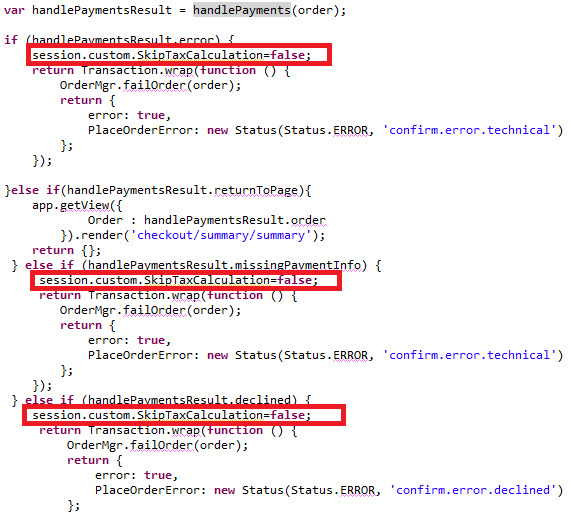 var handlePaymentsResult = handlePayments(order);
if (handlePaymentsResult.error) {
session.custom.SkipTaxCalculation=false;
return Transaction.wrap(function () {
OrderMgr.failOrder(order);
return {
error: true,
PlaceOrderError: new Status(Status.ERROR, 'confirm.error.technical')
};
});
}else if(handlePaymentsResult.returnToPage){
app.getView({
Order : handlePaymentsResult.order
}).render('checkout/summary/summary');
return {};
} else if (handlePaymentsResult.missingPaymentInfo) {
session.custom.SkipTaxCalculation=false;
return Transaction.wrap(function () {
OrderMgr.failOrder(order);
return {
error: true,
PlaceOrderError: new Status(Status.ERROR, 'confirm.error.technical')
};
});
} else if (handlePaymentsResult.declined) {
session.custom.SkipTaxCalculation=false;
return Transaction.wrap(function () {
OrderMgr.failOrder(order);
return {
error: true,
PlaceOrderError: new Status(Status.ERROR, 'confirm.error.declined')
};